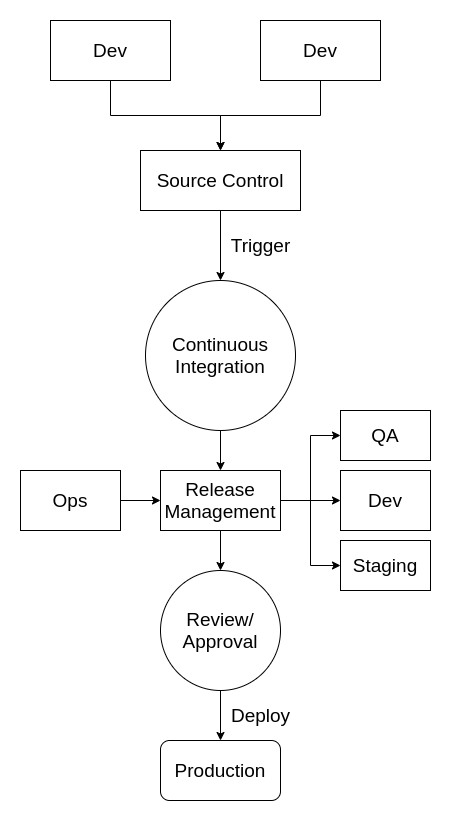 Dev
Dev
Source Control
Trigger
Continuous
Integration
QA
Ops
Release
Management
Dev
Staging
Review/
Approval
Deploy
Production